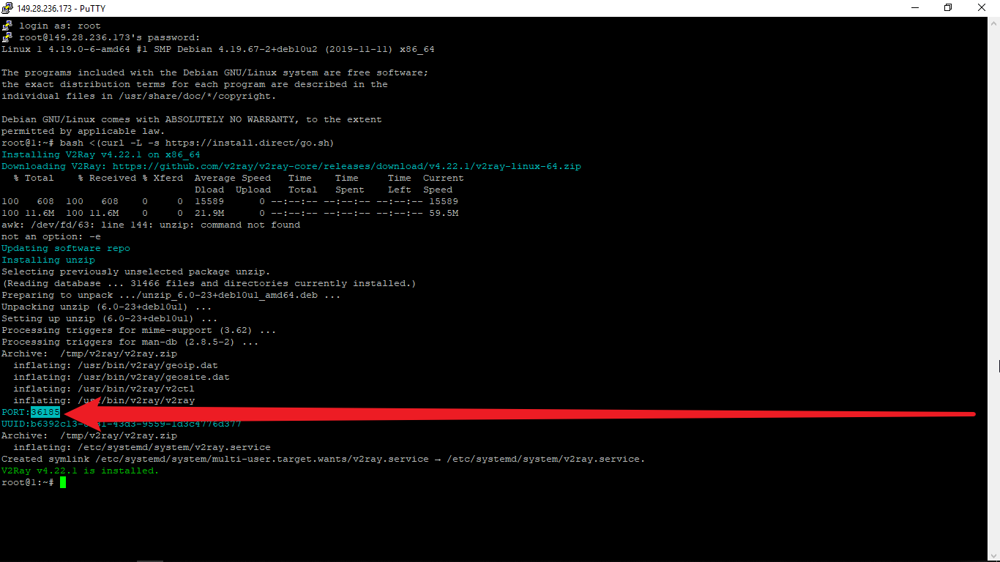 149.28.236.173 - PuTTY
login as: root
root@149.28.236.173's password:
Linux 1 4.19.0-6-amd64 #1 SMP Debian 4.19.67-2+deb10u2 (2019-11-11) x86_64
The programs included with the Debian GNU/Linux system are free software;
the exact distribution terms for each program are described in the
individual files in /usr/share/doc/*/copyright.
Debian GNU/Linux comes with ABSOLUTELY NO WARRANTY, to the extent
permitted by applicable law.
root@1:~# bash <(curl -L -s https://install.direct/go.sh)
Installing V2Ray v4.22.1 on x86_64
Downloading V2Ray: https://github.com/v2ray/v2ray-core/releases/download/v4.22.1/v2ray-linux-64.zip
  % Total    % Received % Xferd  Average Speed   Time    Time     Time  Current
                                 Dload  Upload   Total   Spent    Left  Speed
100   608  100   608    0     0  15589      0 --:--:-- --:--:-- --:--:-- 15589
100 11.6M  100 11.6M    0     0  21.9M      0 --:--:-- --:--:-- --:--:-- 59.5M
awk: /dev/fd/63: line 144: unzip: command not found
not an option: -e
Updating software repo
Installing unzip
Selecting previously unselected package unzip.
(Reading database ... 31466 files and directories currently installed.)
Preparing to unpack .../unzip_6.0-23+deb10u1_amd64.deb ...
Unpacking unzip (6.0-23+deb10u1) ...
Setting up unzip (6.0-23+deb10u1) ...
Processing triggers for mime-support (3.62) ...
Processing triggers for man-db (2.8.5-2) ...
Archive:  /tmp/v2ray/v2ray.zip
  inflating: /usr/bin/v2ray/geoip.dat
  inflating: /usr/bin/v2ray/geosite.dat
  inflating: /usr/bin/v2ray/v2ctl
  inflating: /usr/bin/v2ray/v2ray
PORT:36185
UUID:b6392c13-    -43d3-9559-1d3c4776d377
Archive:  /tmp/v2ray/v2ray.zip
  inflating: /etc/systemd/system/v2ray.service
Created symlink /etc/systemd/system/multi-user.target.wants/v2ray.service → /etc/systemd/system/v2ray.service.
V2Ray v4.22.1 is installed.
root@1:~#